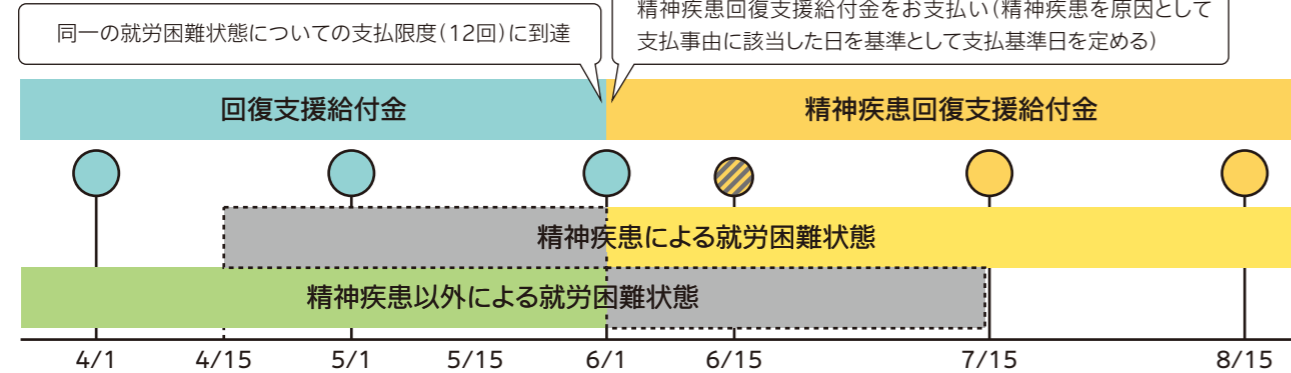 同一の就労困難状態についての支払限度(12回)に到達
精神疾患回復支援給付金をお支払い(精神疾患を原因として
支払事由に該当した日を基準として支払基準日を定める)
回復支援給付金
精神疾患回復支援給付金
精神疾患による就労困難状態
精神疾患以外による就労困難状態
4/1 4/15 5/1 5/15 6/1 6/15 7/15 8/15